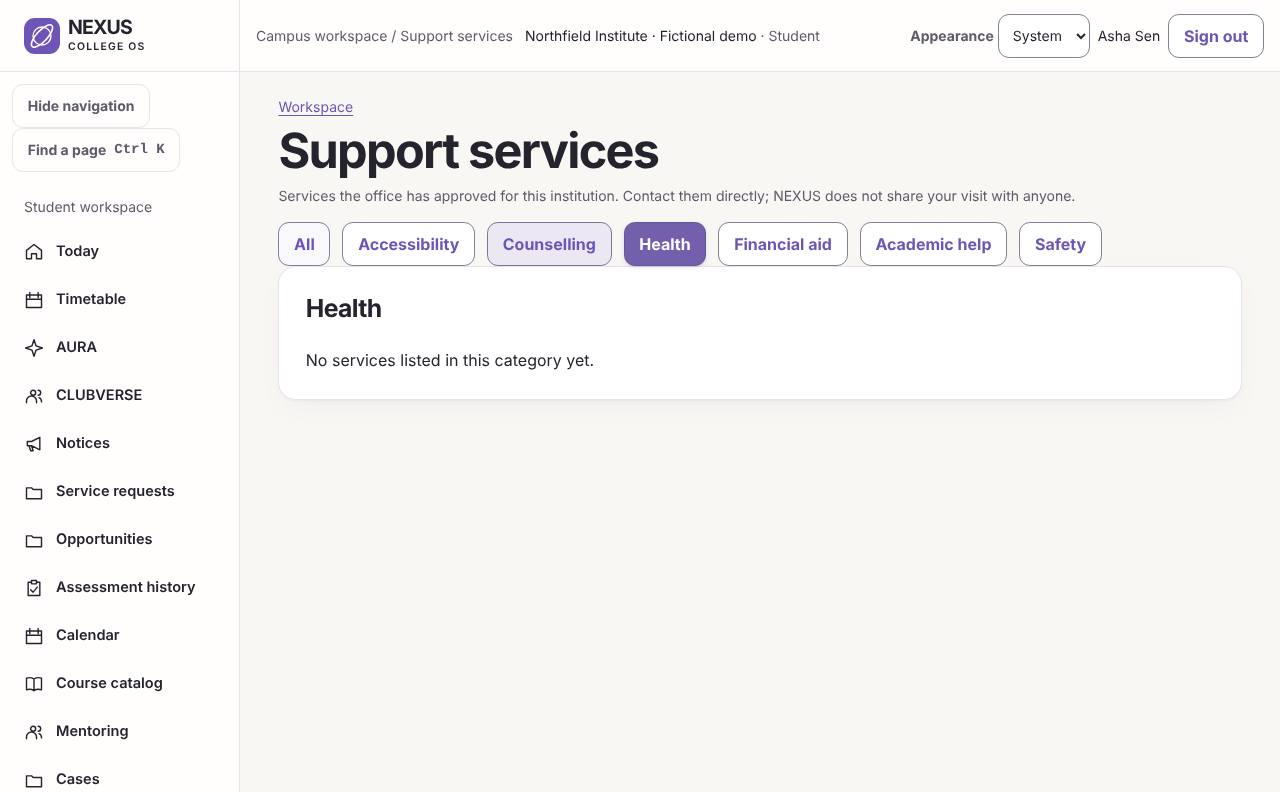 NEXUS
COLLEGE OS
Campus workspace / Support services Northfield Institute · Fictional demo · Student Appearance System Asha Sen Sign out
Hide navigation
Find a page Ctrl K
Student workspace
Today
Timetable
AURA
CLUBVERSE
Notices
Service requests
Opportunities
Assessment history
Calendar
Course catalog
Mentoring
Cases
Workspace
Support services
Services the office has approved for this institution. Contact them directly; NEXUS does not share your visit with anyone.
All Accessibility Counselling Health Financial aid Academic help Safety
Health
No services listed in this category yet.